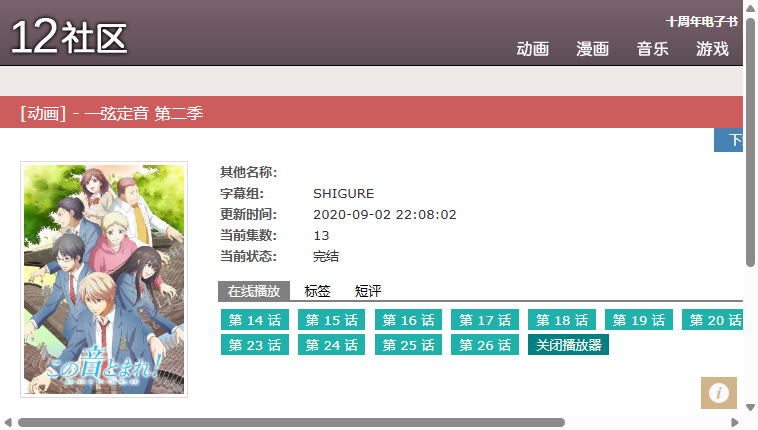 12社区
十周年电子书
动画 漫画 音乐 游戏
[动画] - 一弦定音 第二季
下
其他名称:
字幕组: SHIGURE
更新时间: 2020-09-02 22:08:02
当前集数: 13
当前状态: 完结
在线播放 标签 短评
第 14 话 第 15 话 第 16 话 第 17 话 第 18 话 第 19 话 第 20 话
第 23 话 第 24 话 第 25 话 第 26 话 关闭播放器
この音とまれ!